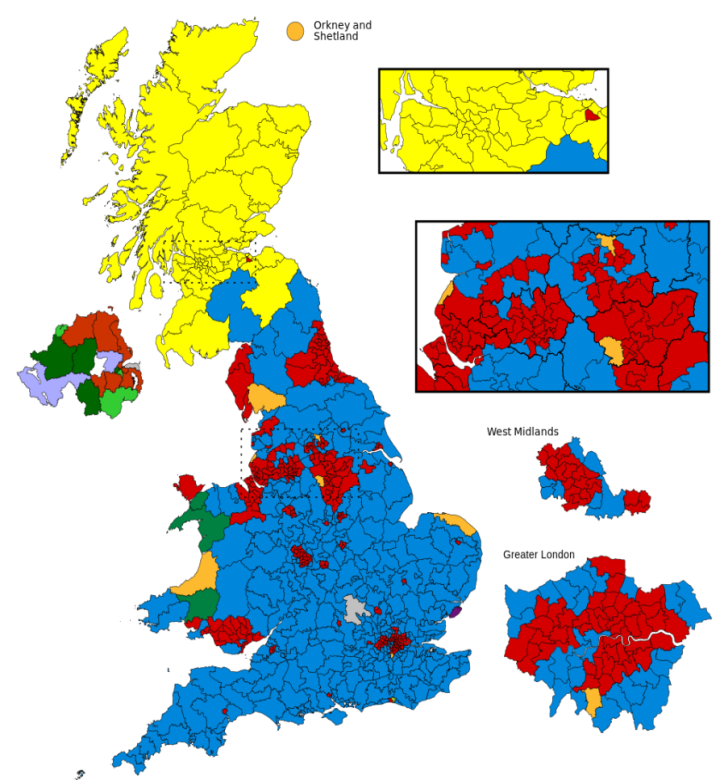 Orkney and
Shetland
West Midlands
Greater London